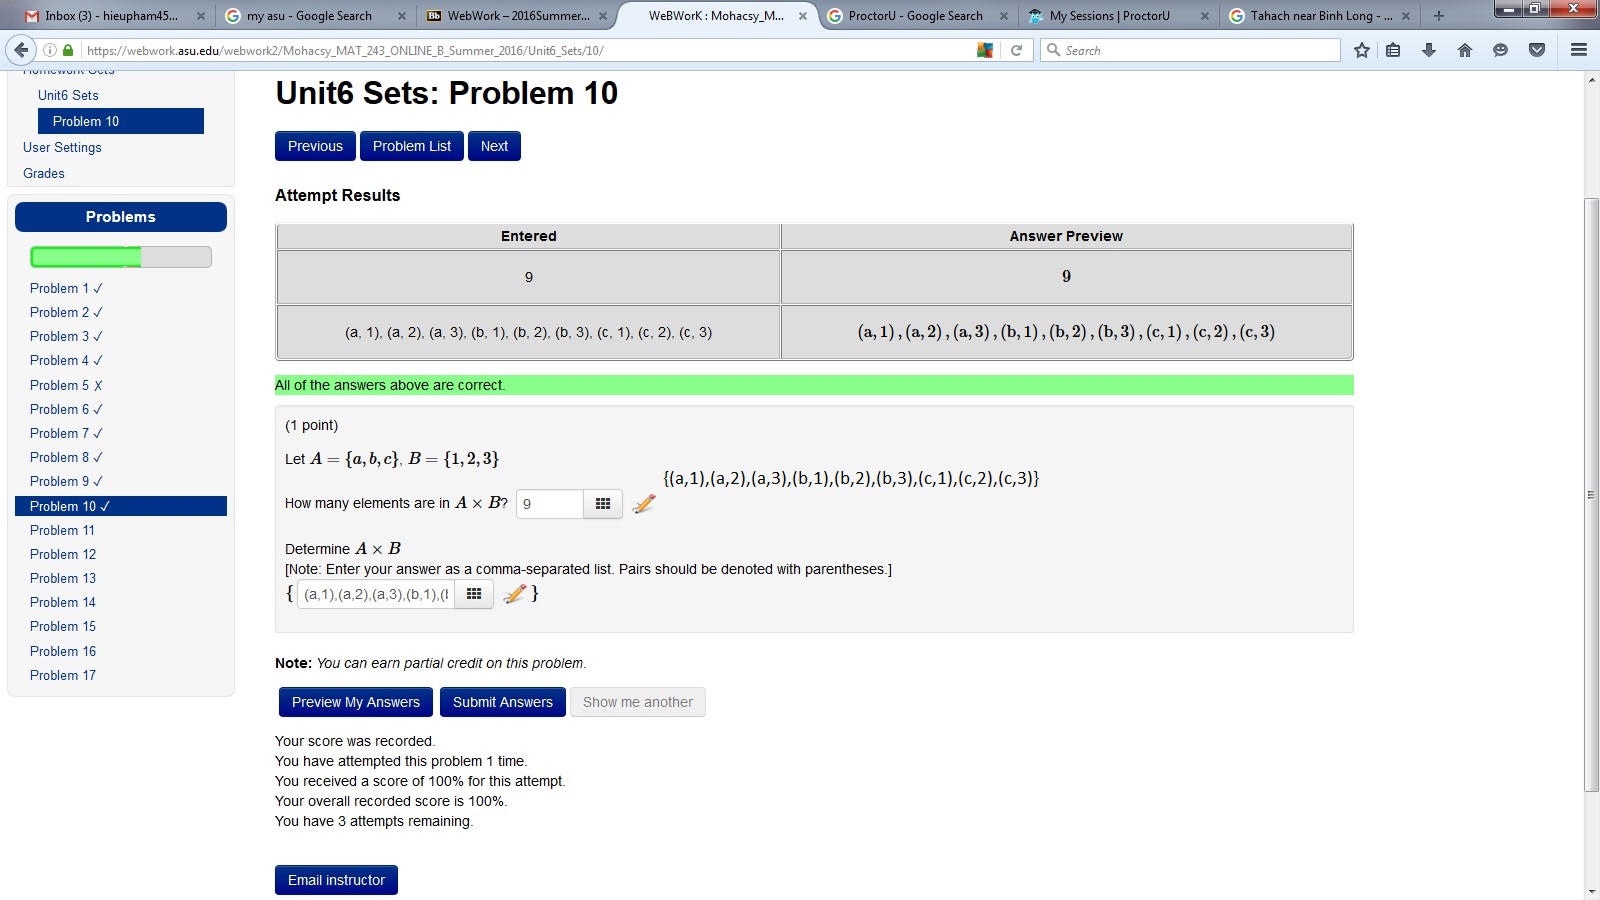 Inbox (3) - hieupham45...
my asu - Google Search
Bb WebWork – 2016Summer...
WeBWorK : Mohacsy_M...
ProctorU - Google Search
My Sessions | ProctorU
Tahach near Binh Long - ...
https://webwork.asu.edu/webwork2/Mohacsy_MAT_243_ONLINE_B_Summer_2016/Unit6_Sets/10/
Search
Homework Sets
Unit6 Sets
Problem 10
User Settings
Grades
Problems
Problem 1 ✓
Problem 2 ✓
Problem 3 ✓
Problem 4 ✓
Problem 5 ✗
Problem 6 ✓
Problem 7 ✓
Problem 8 ✓
Problem 9 ✓
Problem 10 ✓
Problem 11
Problem 12
Problem 13
Problem 14
Problem 15
Problem 16
Problem 17
Unit6 Sets: Problem 10
Previous
Problem List
Next
Attempt Results
Entered
Answer Preview
9
9
(a, 1), (a, 2), (a, 3), (b, 1), (b, 2), (b, 3), (c, 1), (c, 2), (c, 3)
(a, 1) , (a, 2) , (a, 3) , (b, 1) , (b, 2) , (b, 3) , (c, 1) , (c, 2) , (c, 3)
All of the answers above are correct.
(1 point)
Let A = {a, b, c}, B = {1, 2, 3}
{(a,1),(a,2),(a,3),(b,1),(b,2),(b,3),(c,1),(c,2),(c,3)}
How many elements are in A × B? 9
Determine A × B
[Note: Enter your answer as a comma-separated list. Pairs should be denoted with parentheses.]
{ (a,1),(a,2),(a,3),(b,1),(b }
Note: You can earn partial credit on this problem.
Preview My Answers
Submit Answers
Show me another
Your score was recorded.
You have attempted this problem 1 time.
You received a score of 100% for this attempt.
Your overall recorded score is 100%.
You have 3 attempts remaining.
Email instructor